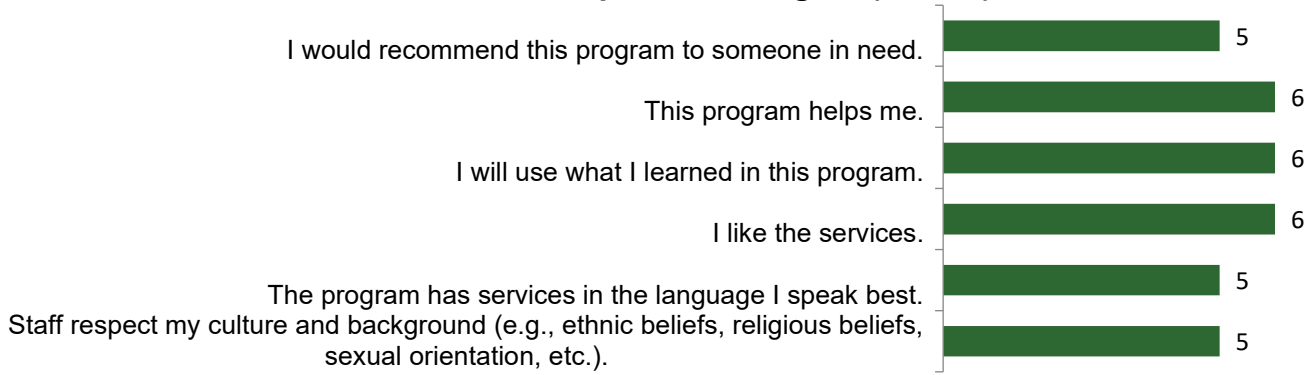 I would recommend this program to someone in need.
5
This program helps me.
6
I will use what I learned in this program.
6
I like the services.
6
The program has services in the language I speak best.
5
Staff respect my culture and background (e.g., ethnic beliefs, religious beliefs,
sexual orientation, etc.).
5